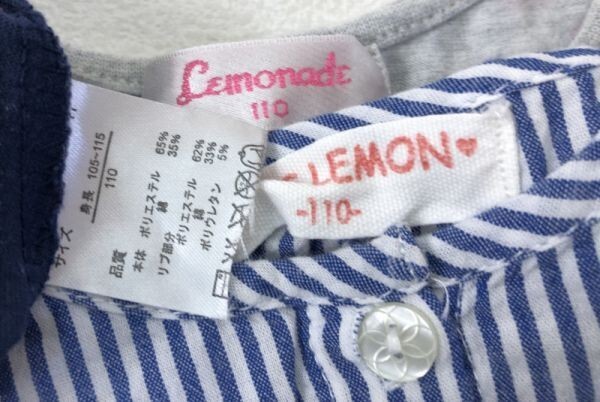 Lemonade
110
LEMON♥
-110-
サイズ
身長 105~115
110
品質
本体 ポリエステル 65%
綿 35%
リブ部分 ポリエステル 62%
綿 33%
ポリウレタン 5%